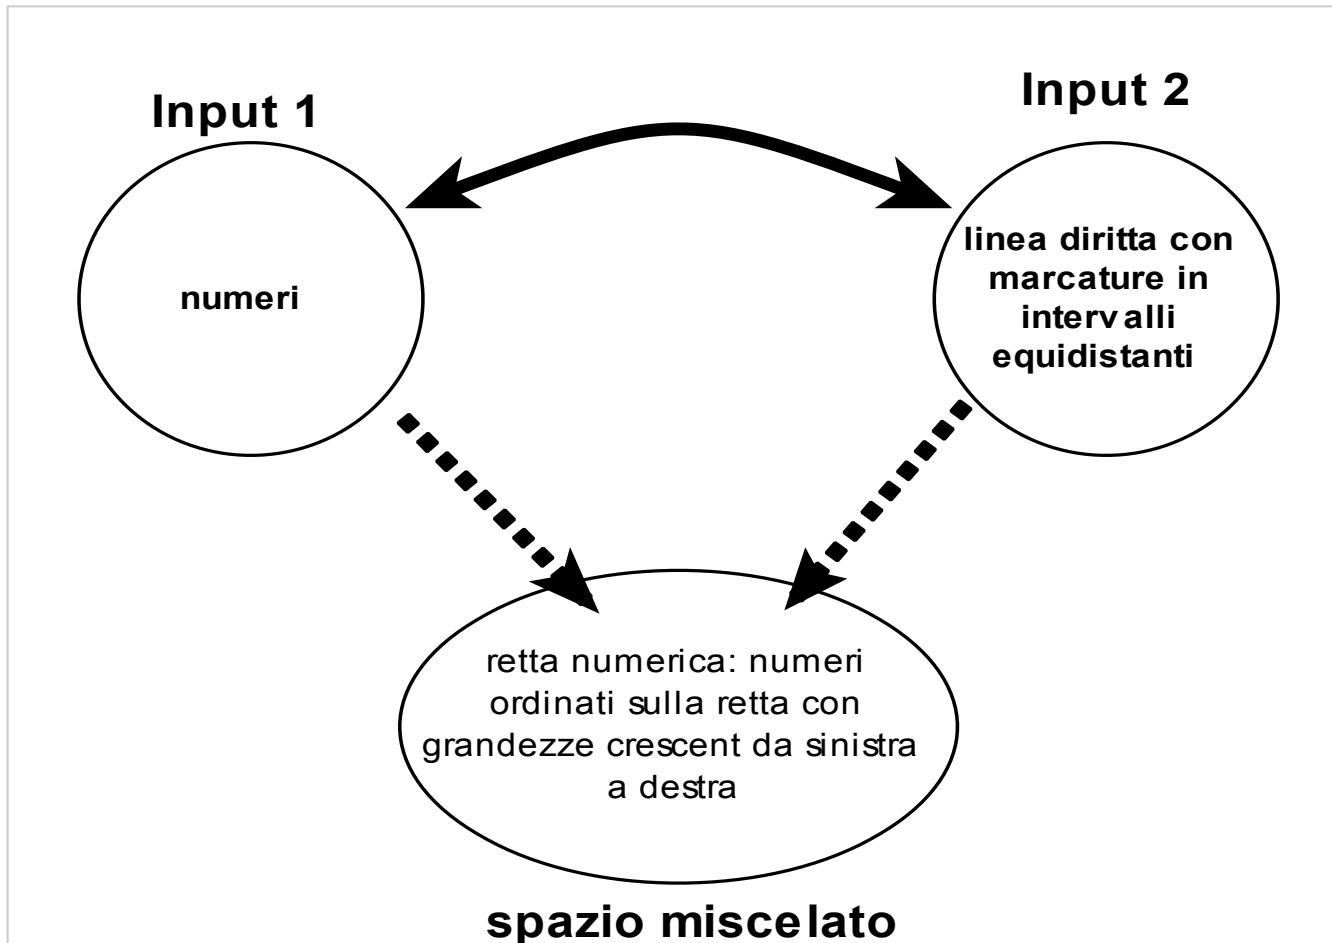 Input 1
Input 2
numeri
linea diritta con
marcature in
intervalli
equidistanti
retta numerica: numeri
ordinati sulla retta con
grandezze crescent da sinistra
a destra
spazio miscelato